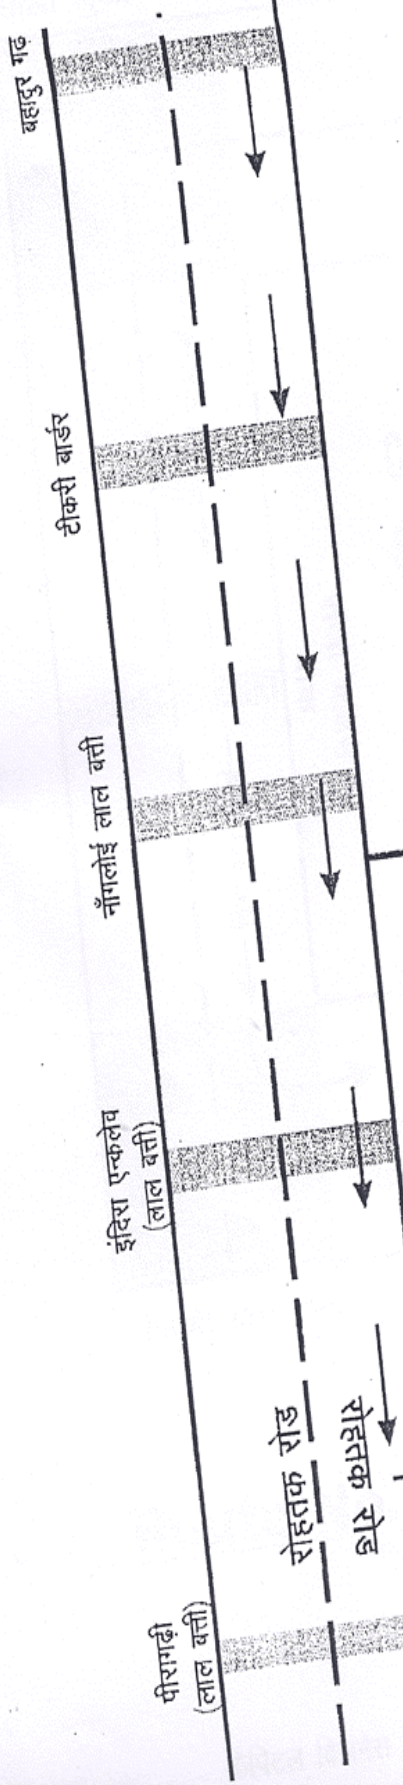 बहादुर गढ़
टीकरी बार्डर
नाँगलोई लाल बत्ती
इंदिरा एन्कलेव
(लाल बत्ती)
रोहतक रोड
रोहतक रोड
पीरागढ़ी
(लाल बत्ती)